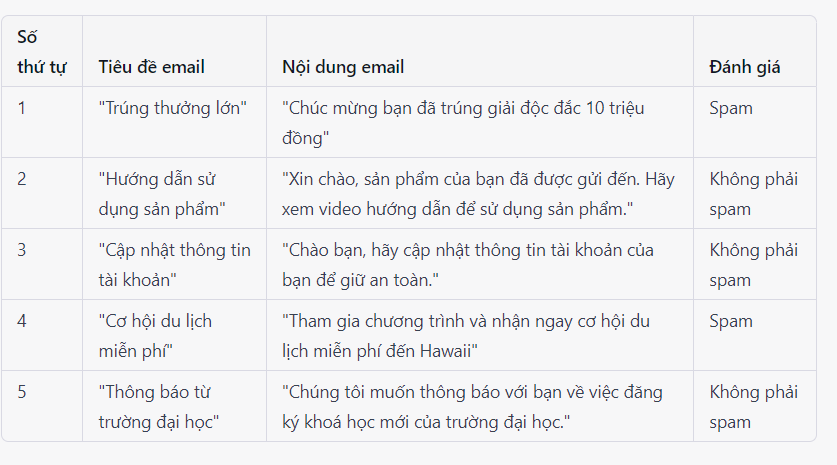 Số
thứ tự
Tiêu đề email
Nội dung email
Đánh giá
1
"Trúng thưởng lớn"
"Chúc mừng bạn đã trúng giải độc đắc 10 triệu
đồng"
Spam
2
"Hướng dẫn sử
dụng sản phẩm"
"Xin chào, sản phẩm của bạn đã được gửi đến. Hãy
xem video hướng dẫn để sử dụng sản phẩm."
Không phải
spam
3
"Cập nhật thông tin
tài khoản"
"Chào bạn, hãy cập nhật thông tin tài khoản của
bạn để giữ an toàn."
Không phải
spam
4
"Cơ hội du lịch
miễn phí"
"Tham gia chương trình và nhận ngay cơ hội du
lịch miễn phí đến Hawaii"
Spam
5
"Thông báo từ
trường đại học"
"Chúng tôi muốn thông báo với bạn về việc đăng
ký khoá học mới của trường đại học."
Không phải
spam